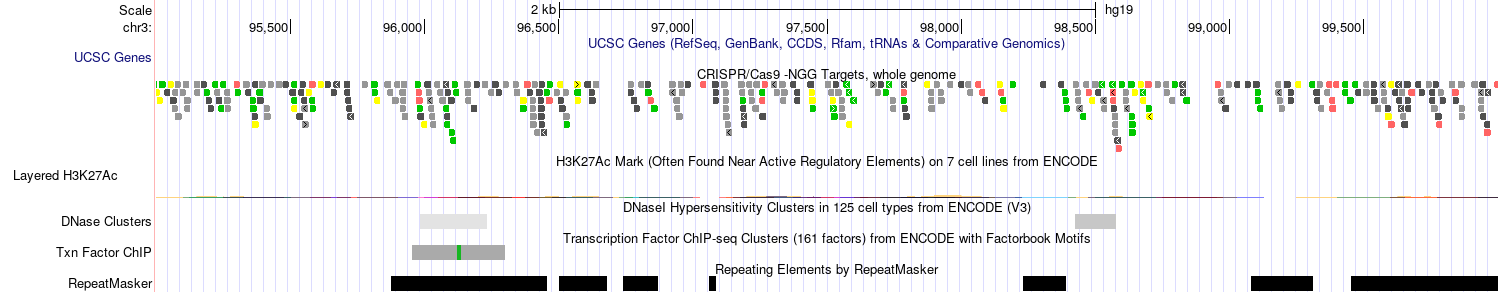 Scale 2 kb hg19
chr3: 95,500 96,000 96,500 97,000 97,500 98,000 98,500 99,000 99,500
UCSC Genes (RefSeq, GenBank, CCDS, Rfam, tRNAs & Comparative Genomics)
UCSC Genes
CRISPR/Cas9 -NGG Targets, whole genome
H3K27Ac Mark (Often Found Near Active Regulatory Elements) on 7 cell lines from ENCODE
Layered H3K27Ac
DNaseI Hypersensitivity Clusters in 125 cell types from ENCODE (V3)
DNase Clusters
Transcription Factor ChIP-seq Clusters (161 factors) from ENCODE with Factorbook Motifs
Txn Factor ChIP
Repeating Elements by RepeatMasker
RepeatMasker